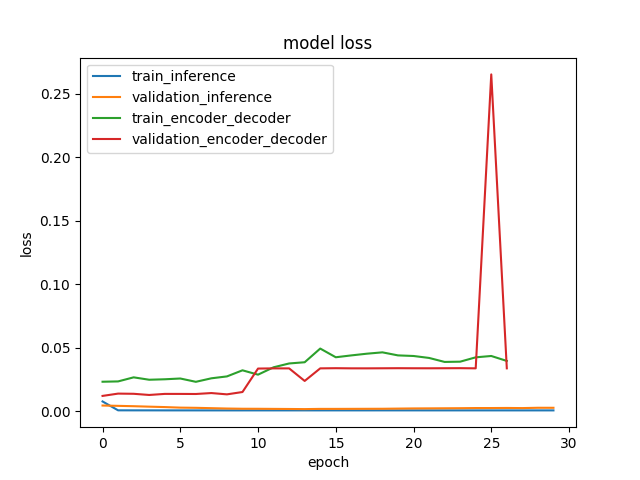 model loss
train_inference
validation_inference
train_encoder_decoder
validation_encoder_decoder
loss
0.25
0.20
0.15
0.10
0.05
0.00
0 5 10 15 20 25 30
epoch